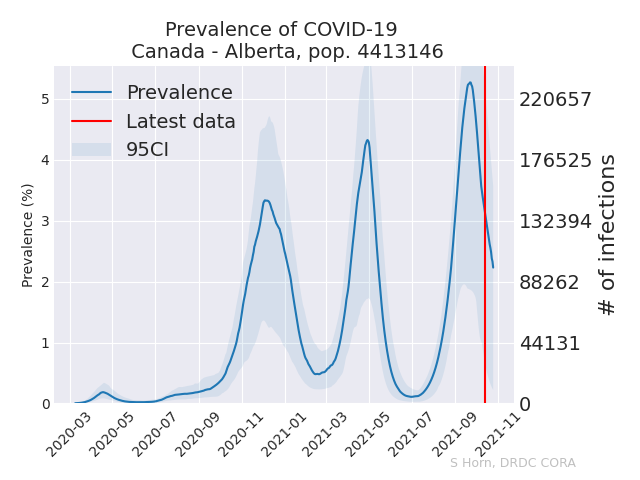 Prevalence of COVID-19
Canada - Alberta, pop. 4413146
Prevalence
Latest data
95CI
Prevalence (%)
5
4
3
2
1
0
220657
176525
132394
88262
44131
0
# of infections
2020-03
2020-05
2020-07
2020-09
2020-11
2021-01
2021-03
2021-05
2021-07
2021-09
2021-11
S Horn, DRDC CORA